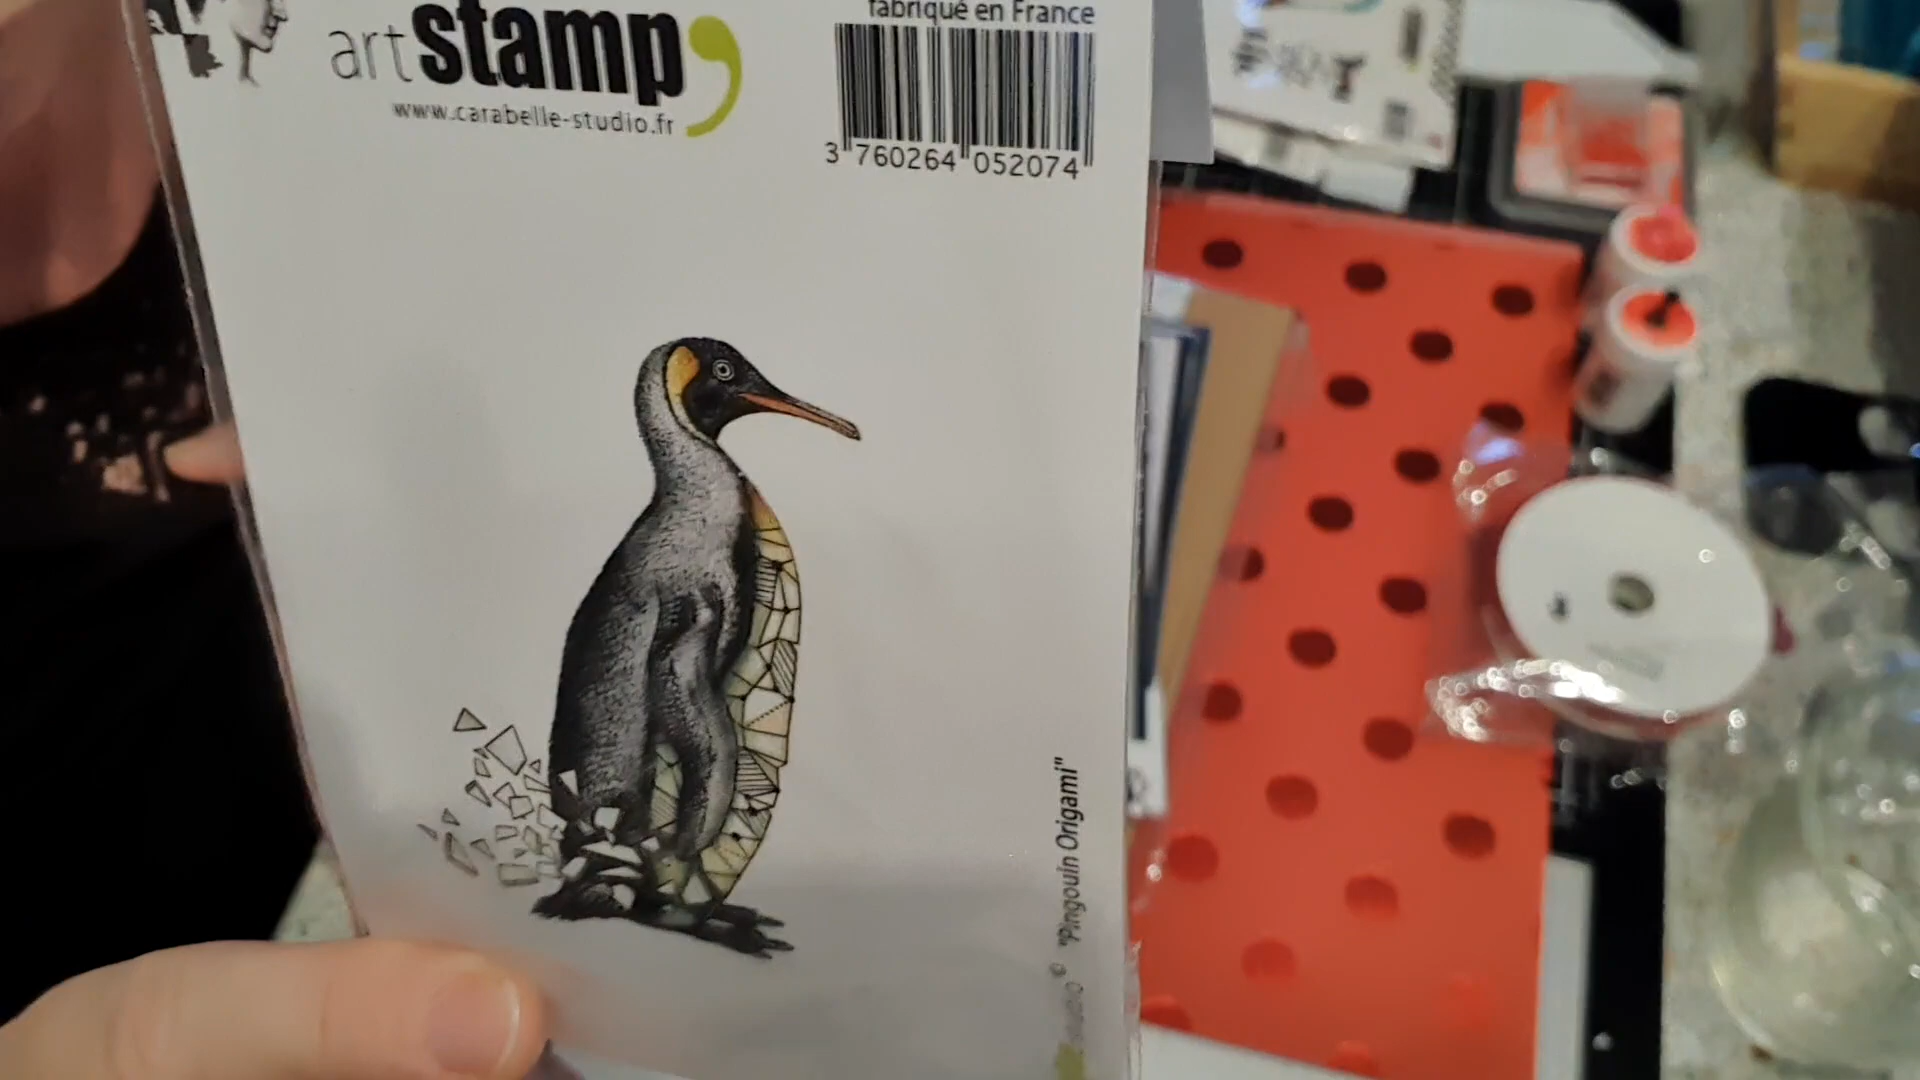 fabriqué en France
art stamp
www.carabelle-studio.fr
3 760264 052074
"Pingouin Origami"